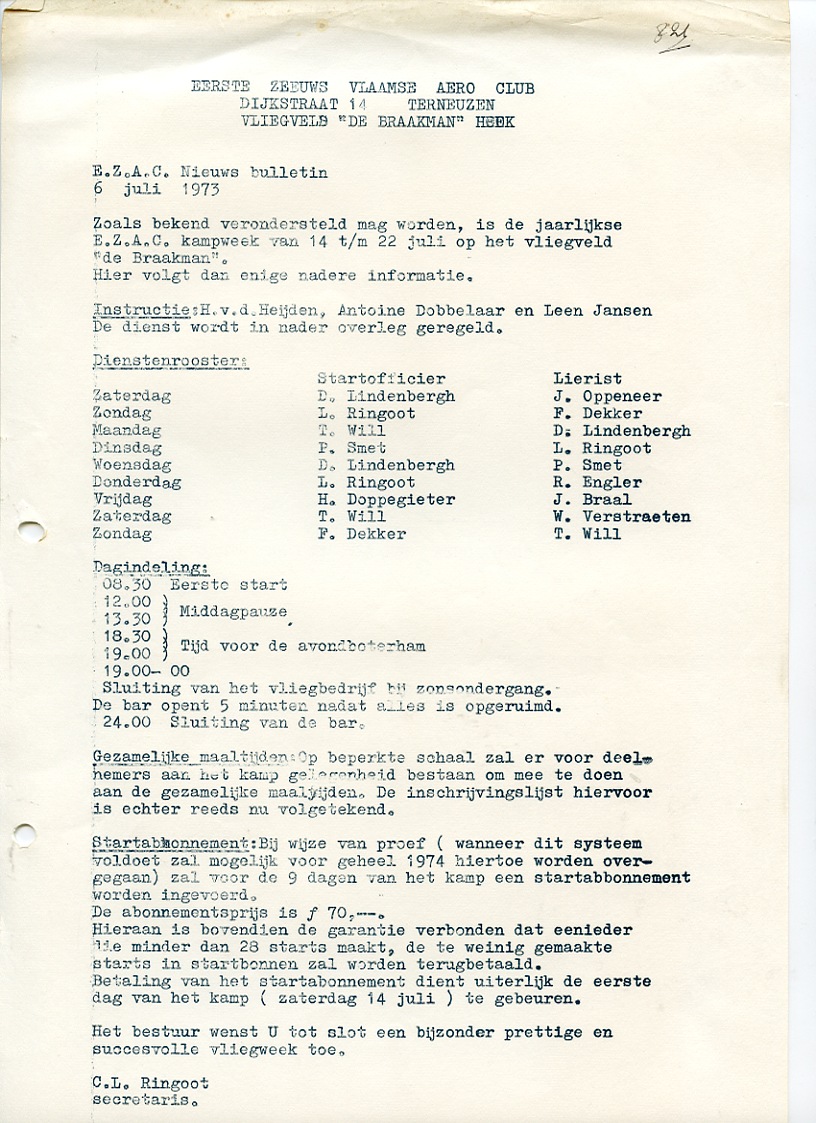 821
EERSTE ZEEUWS VLAAMSE AERO CLUB
DIJKSTRAAT 14 TERNEUZEN
VLIEGVELD "DE BRAAKMAN" HOEK
E.Z.A.C. Nieuws bulletin
6 juli 1973
Zoals bekend verondersteld mag worden, is de jaarlijkse
E.Z.A.C. kampweek van 14 t/m 22 juli op het vliegveld
"de Braakman".
Hier volgt dan enige nadere informatie.
Instructie:H.v.d.Heijden, Antoine Dobbelaar en Leen Jansen
De dienst wordt in nader overleg geregeld.
Dienstenrooster:
Startofficier Lierist
Zaterdag D. Lindenbergh J. Oppeneer
Zondag L. Ringoot F. Dekker
Maandag T. Will D. Lindenbergh
Dinsdag P. Smet L. Ringoot
Woensdag D. Lindenbergh P. Smet
Donderdag L. Ringoot R. Engler
Vrijdag H. Doppegieter J. Braal
Zaterdag T. Will W. Verstraeten
Zondag F. Dekker T. Will
Dagindeling:
08.30 Eerste start
12.00 )
13.30 ) Middagpauze
18.30 )
19.00 ) Tijd voor de avondboterham
19.00- 00
Sluiting van het vliegbedrijf bij zonsondergang.
De bar opent 5 minuten nadat alles is opgeruimd.
24.00 Sluiting van de bar.
Gezamelijke maaltijden:Op beperkte schaal zal er voor deel-
nemers aan het kamp gelegenheid bestaan om mee te doen
aan de gezamelijke maalyijden. De inschrijvingslijst hiervoor
is echter reeds nu volgetekend.
Startabonnement:Bij wijze van proef ( wanneer dit systeem
voldoet zal mogelijk voor geheel 1974 hiertoe worden over-
gegaan) zal voor de 9 dagen van het kamp een startabbonnement
worden ingevoerd.
De abonnementsprijs is ƒ 70,--.
Hieraan is bovendien de garantie verbonden dat eenieder
die minder dan 28 starts maakt, de te weinig gemaakte
starts in startbonnen zal worden terugbetaald.
Betaling van het startabonnement dient uiterlijk de eerste
dag van het kamp ( zaterdag 14 juli ) te gebeuren.
Het bestuur wenst U tot slot een bijzonder prettige en
succesvolle vliegweek toe.
C.L. Ringoot
secretaris.